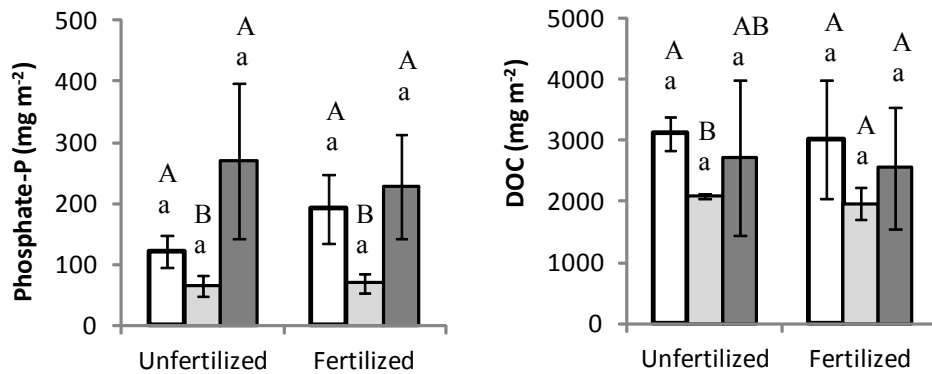 Phosphate-P (mg m⁻²)
500
400
300
200
100
0
A
a
B
a
A
a
A
a
B
a
A
a
Unfertilized
Fertilized
DOC (mg m⁻²)
5000
4000
3000
2000
1000
0
A
a
B
a
AB
a
A
a
A
a
A
a
Unfertilized
Fertilized